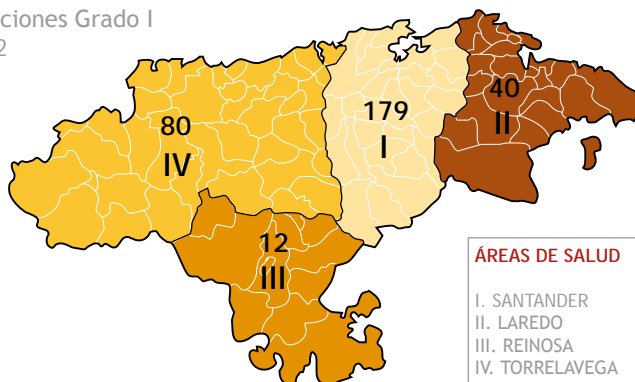 ciones Grado I
2
80
IV
179
I
40
II
12
III
ÁREAS DE SALUD
I. SANTANDER
II. LAREDO
III. REINOSA
IV. TORRELAVEGA